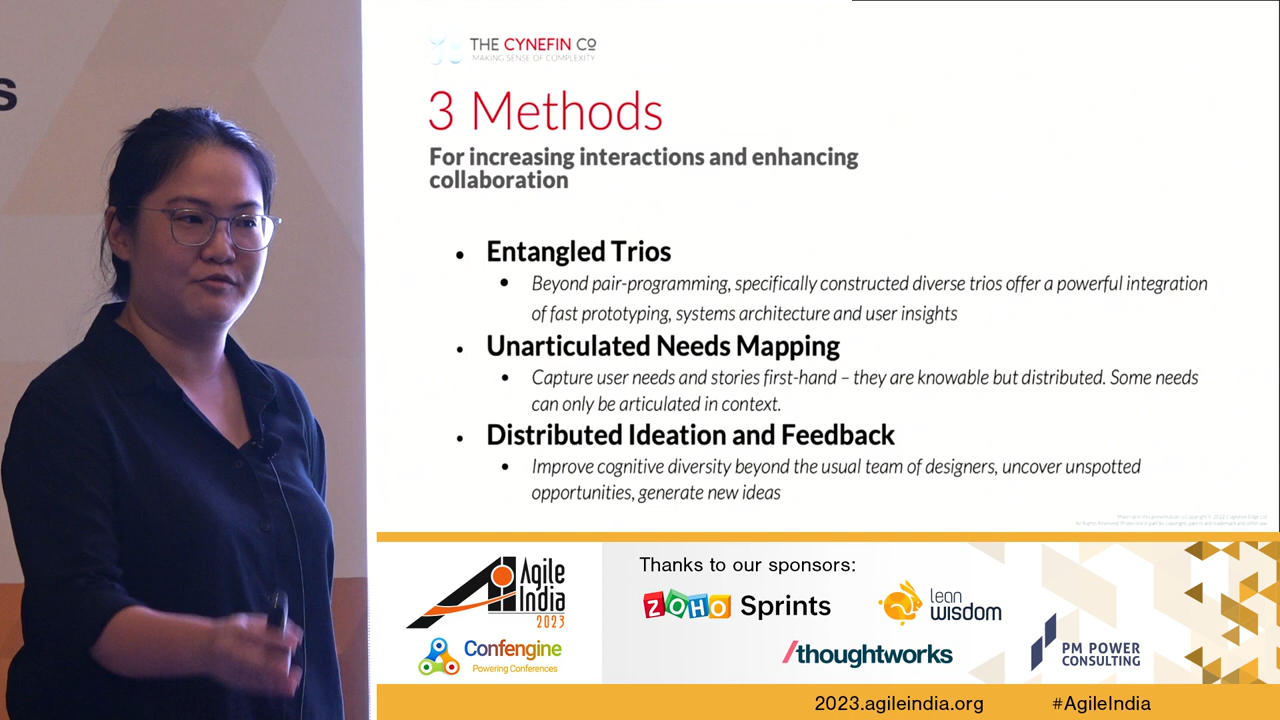 s
THE CYNEFIN Co
MAKING SENSE OF COMPLEXITY
3 Methods
For increasing interactions and enhancing
collaboration
• Entangled Trios
• Beyond pair-programming, specifically constructed diverse trios offer a powerful integration
of fast prototyping, systems architecture and user insights
• Unarticulated Needs Mapping
• Capture user needs and stories first-hand – they are knowable but distributed. Some needs
can only be articulated in context.
• Distributed Ideation and Feedback
• Improve cognitive diversity beyond the usual team of designers, uncover unspotted
opportunities, generate new ideas
Agile
India
2023
Confengine
Powering Conferences
Thanks to our sponsors:
ZOHO Sprints
lean
wisdom
/thoughtworks
PM POWER
CONSULTING
2023.agileindia.org
#AgileIndia